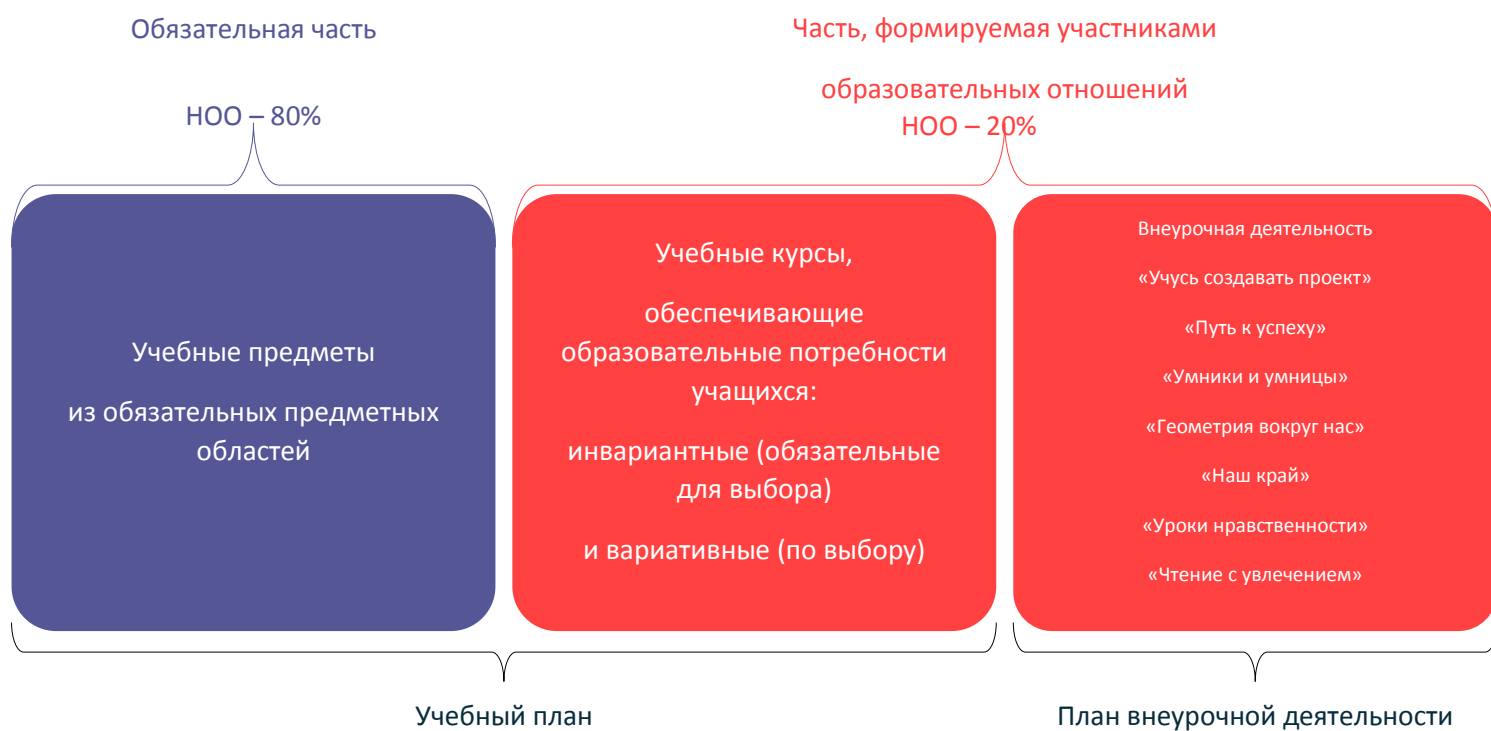 Обязательная часть
НОО – 80%
Часть, формируемая участниками
образовательных отношений
НОО – 20%
Учебные предметы
из обязательных предметных
областей
Учебные курсы,
обеспечивающие
образовательные потребности
учащихся:
инвариантные (обязательные
для выбора)
и вариативные (по выбору)
Внеурочная деятельность
«Учусь создавать проект»
«Путь к успеху»
«Умники и умницы»
«Геометрия вокруг нас»
«Наш край»
«Уроки нравственности»
«Чтение с увлечением»
Учебный план
План внеурочной деятельности